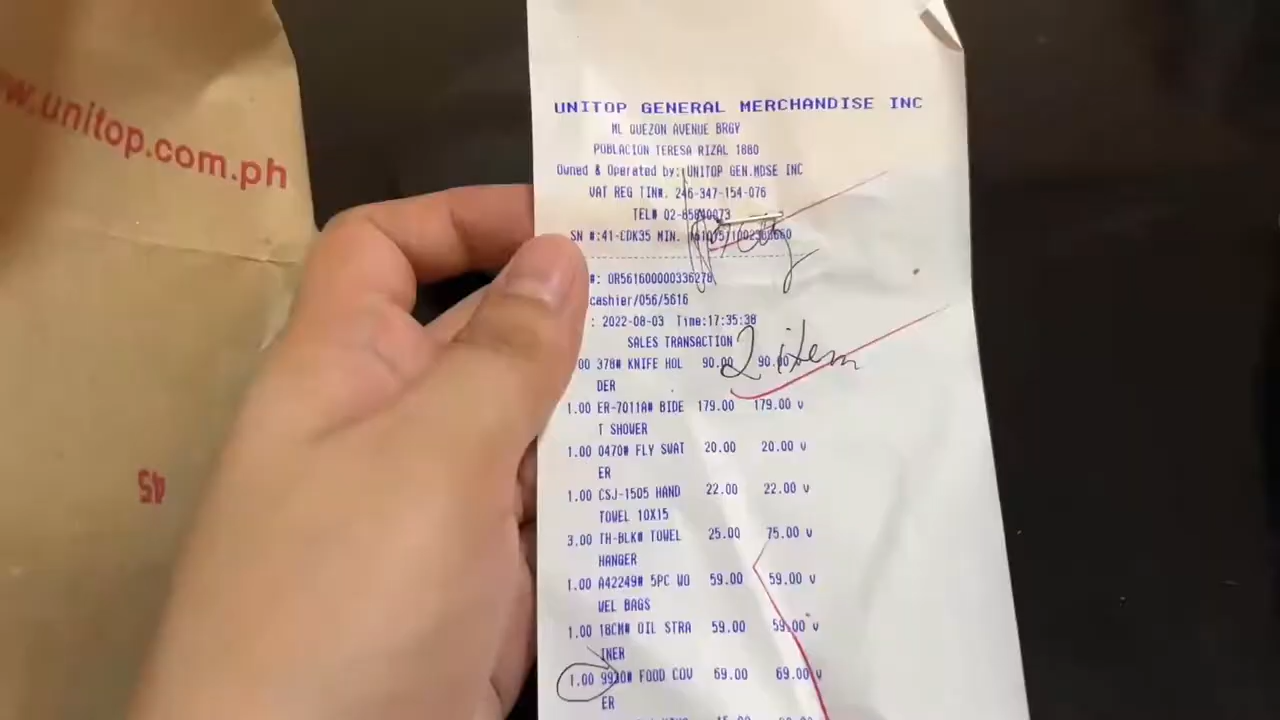 www.unitop.com.ph
45
UNITOP GENERAL MERCHANDISE INC
ML QUEZON AVENUE BRGY
POBLACION TERESA RIZAL 1880
Owned & Operated by: UNITOP GEN.MDSE INC
VAT REG TIN#. 246-347-154-076
TEL# 02-85840073
SN #:41-CDK35 MIN.
#: OR561600000336278
cashier/056/5616
: 2022-08-03 Time:17:35:38
SALES TRANSACTION
2 item
00 378# KNIFE HOL 90.00 90.00
DER
1.00 ER-7011A# BIDE 179.00 179.00 v
T SHOWER
1.00 0470# FLY SWAT 20.00 20.00 v
ER
1.00 CSJ-1505 HAND 22.00 22.00 v
TOWEL 10X15
3.00 TH-BLK# TOWEL 25.00 75.00 v
HANGER
1.00 A42249# 5PC WO 59.00 59.00 v
WEL BAGS
1.00 18CM# OIL STRA 59.00 59.00 v
INER
1.00 9920# FOOD COV 69.00 69.00 v
ER